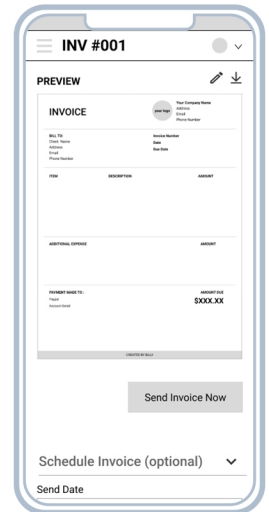 INV #001
PREVIEW
INVOICE
your logo
Your Company Name
Address
Email
Phone Number
BILL TO:
Client Name
Address
Email
Phone Number
Invoice Number
Date
Due Date
ITEM DESCRIPTION AMOUNT
ADDITIONAL EXPENSE AMOUNT
PAYMENT MADE TO:
Paypal
Account Email
AMOUNT DUE
$XXX.XX
CREATED BY BILLY
Send Invoice Now
Schedule Invoice (optional)
Send Date